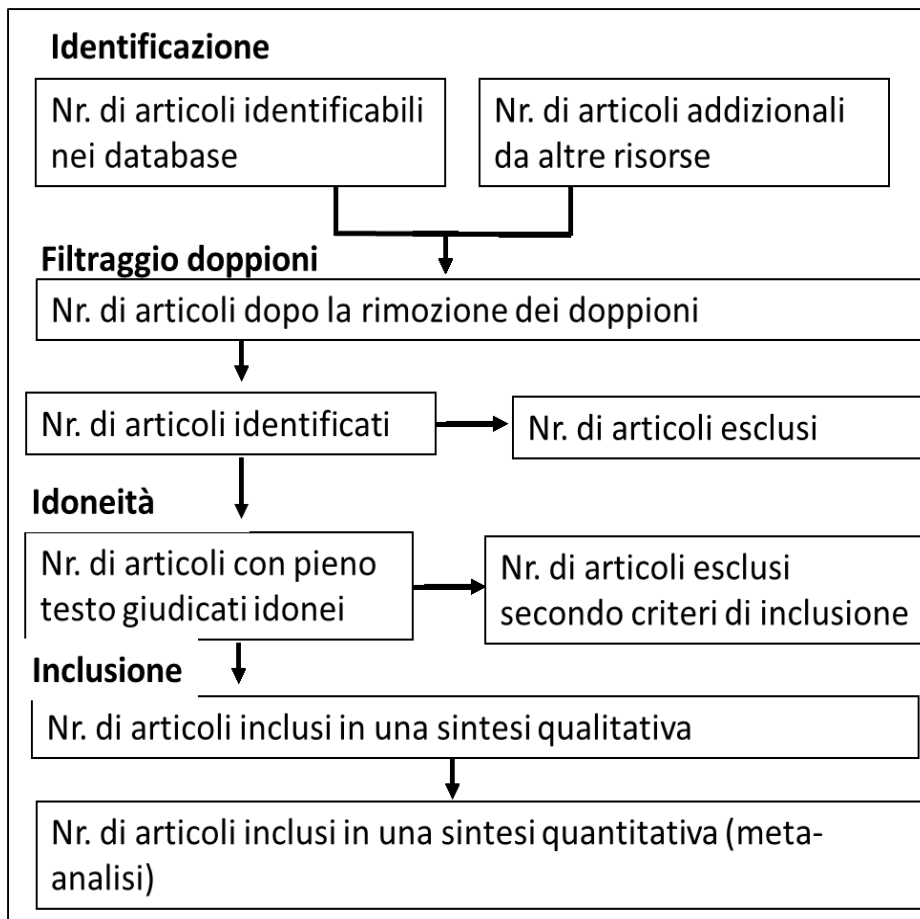 Identificazione
Nr. di articoli identificabili
nei database
Nr. di articoli addizionali
da altre risorse
Filtraggio doppioni
Nr. di articoli dopo la rimozione dei doppioni
Nr. di articoli identificati
Nr. di articoli esclusi
Idoneità
Nr. di articoli con pieno
testo giudicati idonei
Nr. di articoli esclusi
secondo criteri di inclusione
Inclusione
Nr. di articoli inclusi in una sintesi qualitativa
Nr. di articoli inclusi in una sintesi quantitativa (meta-
analisi)